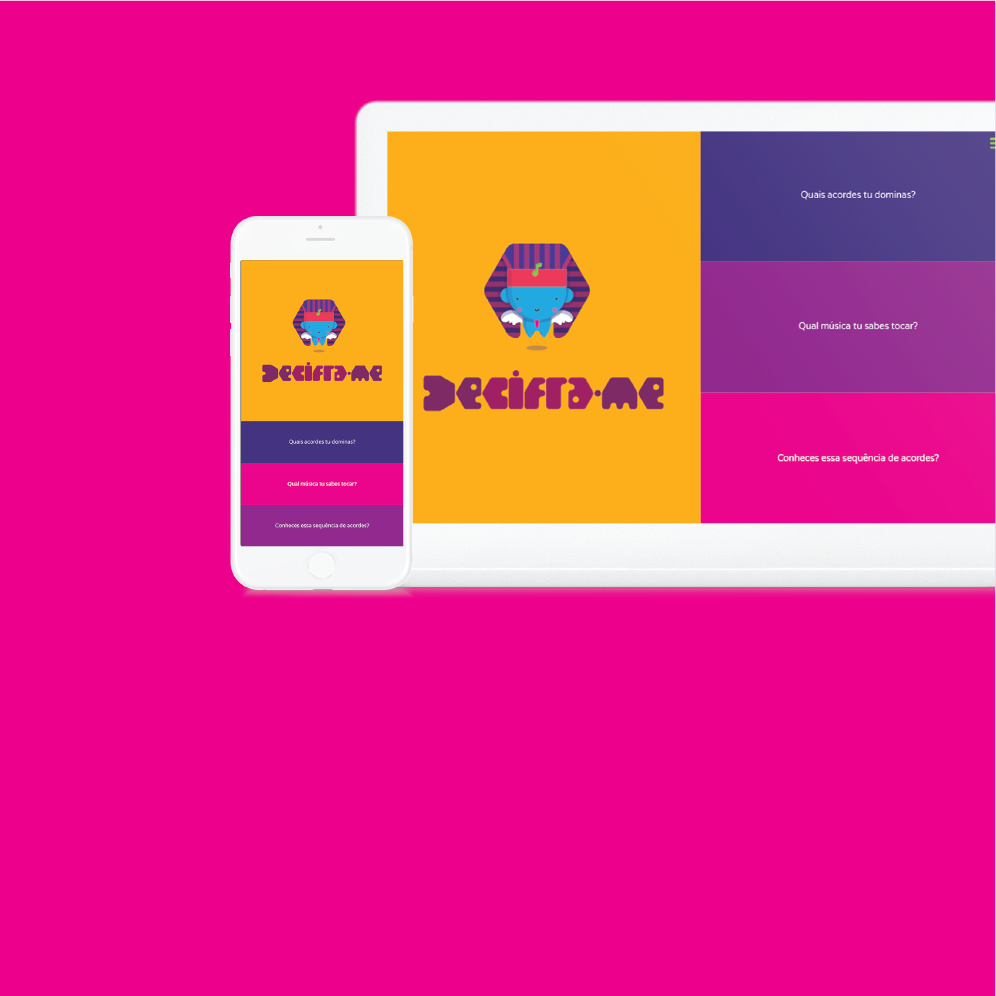 Decifra·me
Quais acordes tu dominas?
Qual música tu sabes tocar?
Conheces essa sequência de acordes?
Decifra·me
Quais acordes tu dominas?
Qual música tu sabes tocar?
Conheces essa sequência de acordes?